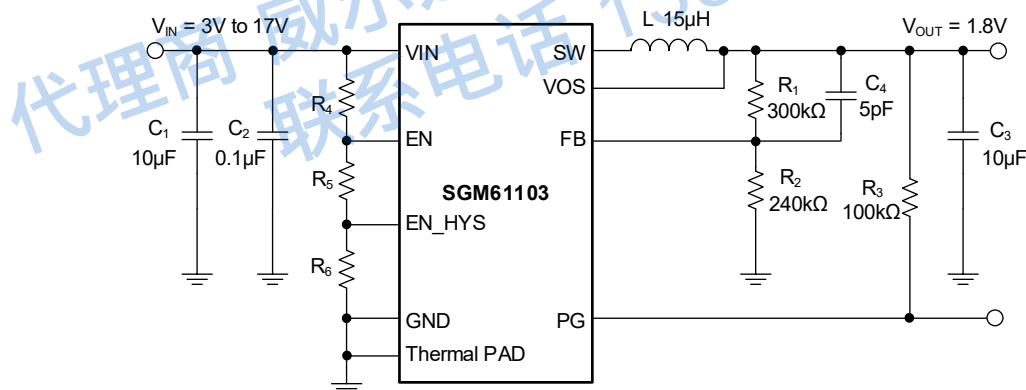 V_IN = 3V to 17V
L 15µH
V_OUT = 1.8V
VIN
SW
VOS
R4
R1
300kΩ
C4
5pF
C1
10µF
C2
0.1µF
EN
FB
C3
10µF
R5
SGM61103
R2
240kΩ
R3
100kΩ
EN_HYS
R6
GND
PG
Thermal PAD
代理商
联系电话